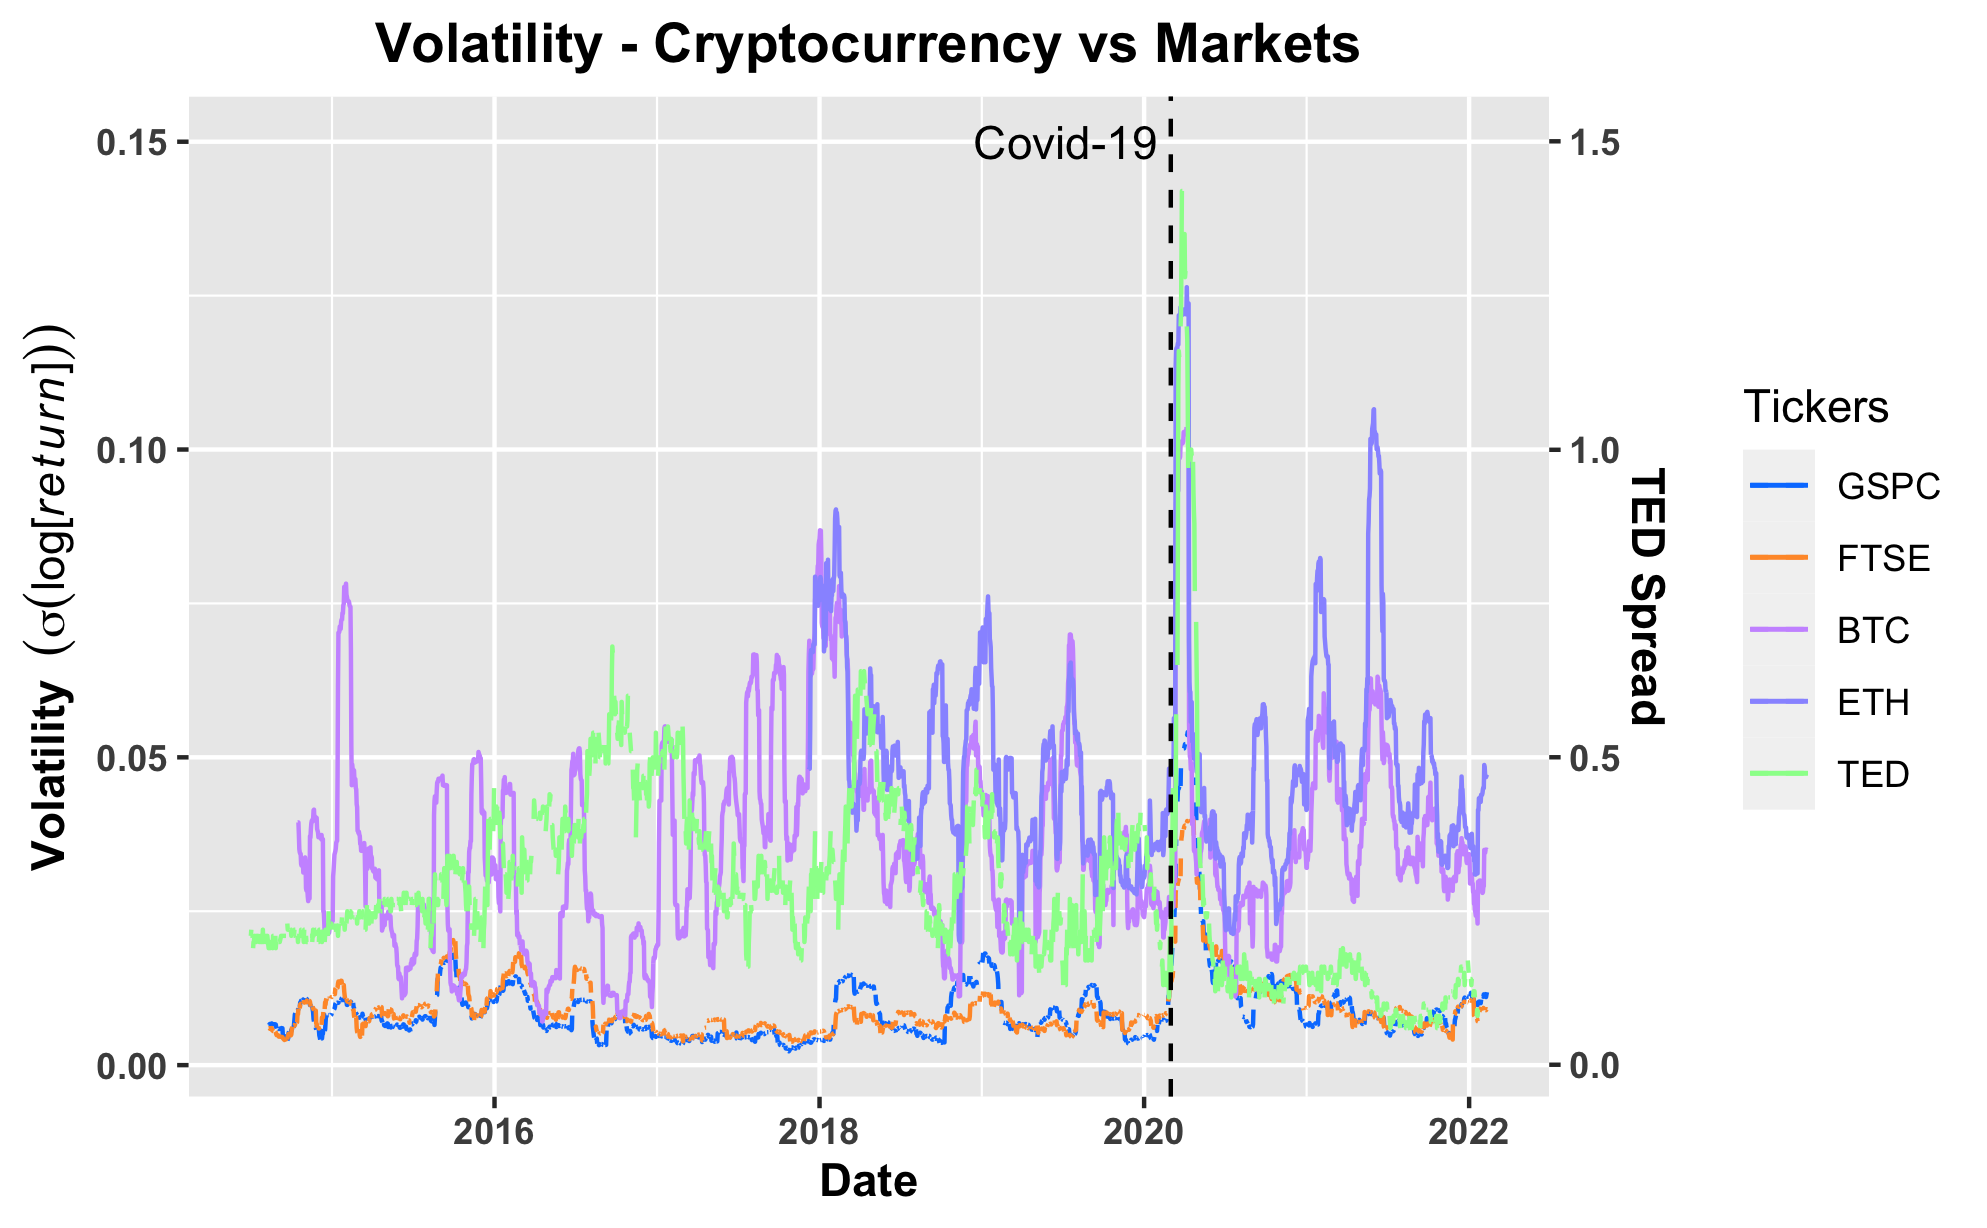 Volatility - Cryptocurrency vs Markets
Volatility (σ(log[return]))
0.15
0.10
0.05
0.00
Covid-19
1.5
1.0
0.5
0.0
TED Spread
2016
2018
2020
2022
Date
Tickers
GSPC
FTSE
BTC
ETH
TED